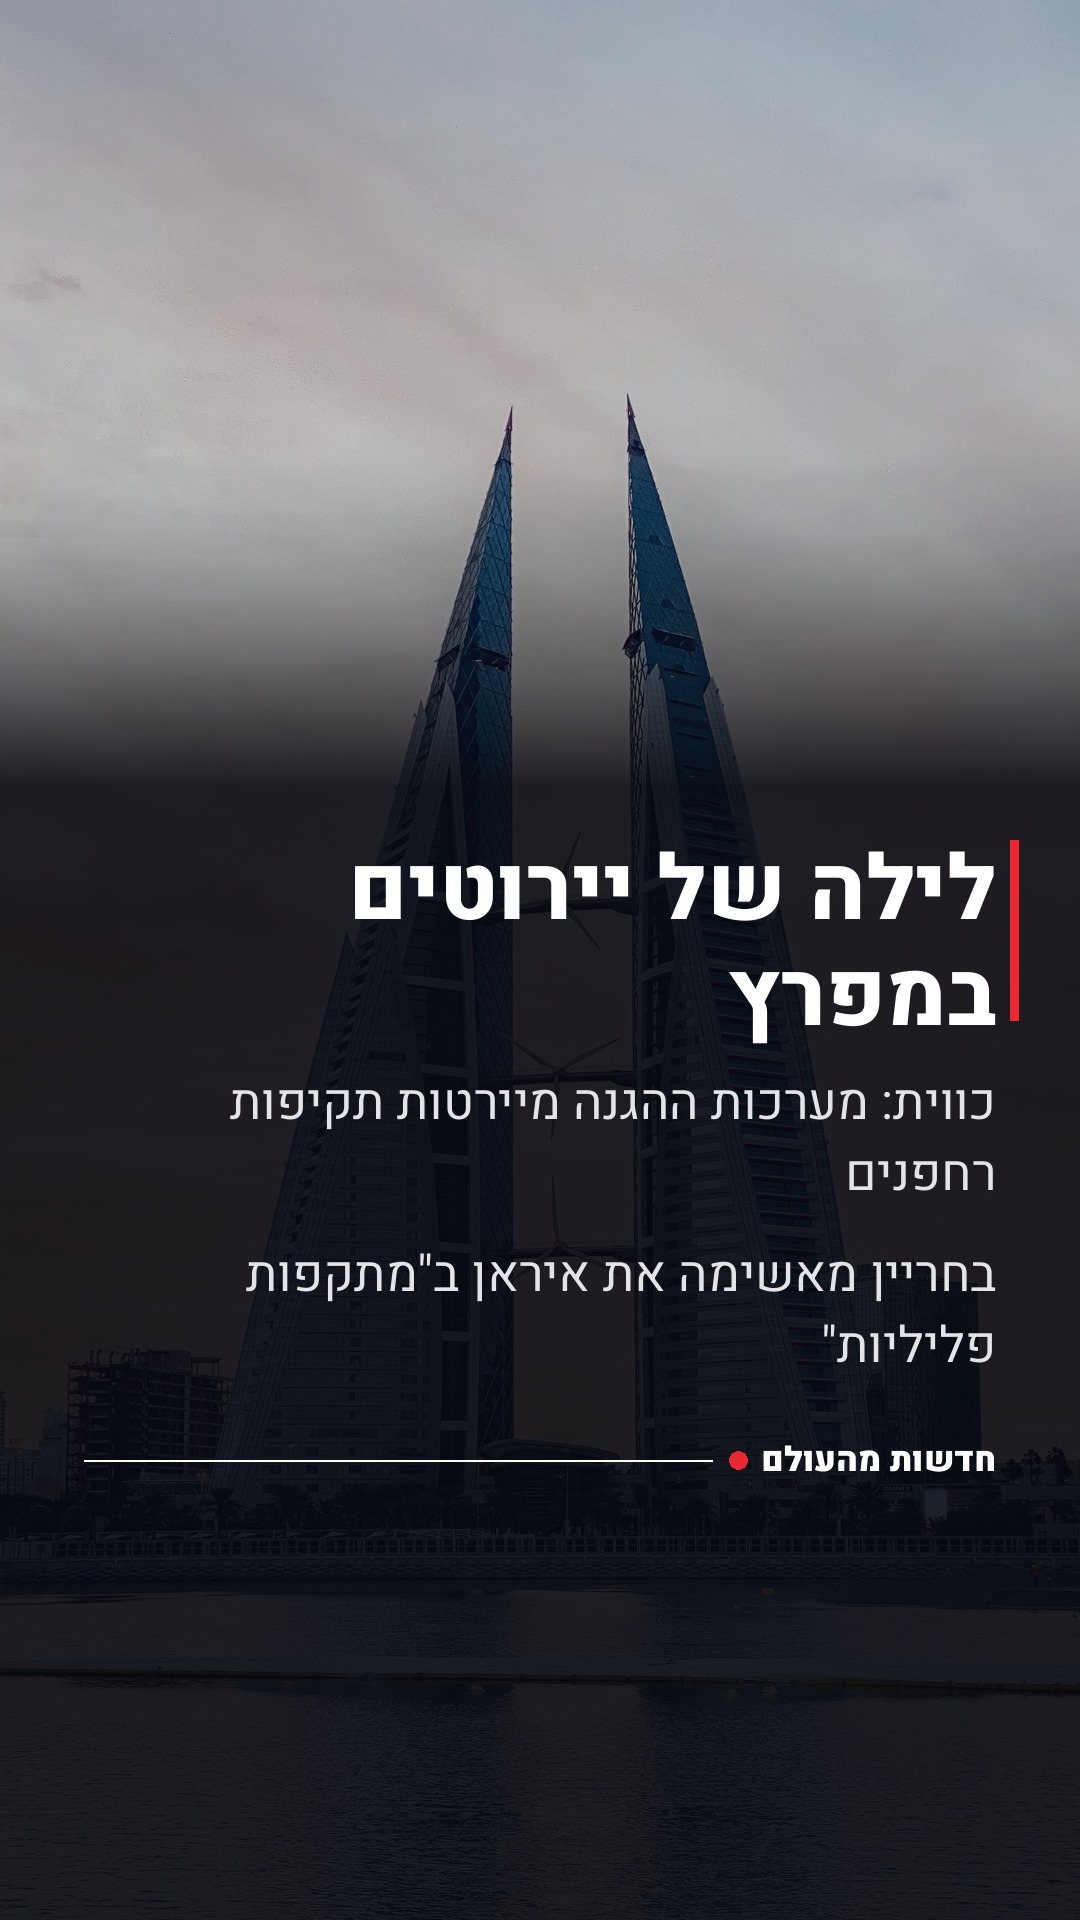 לילה של יירוטים
במפרץ
כווית: מערכות ההגנה מיירטות תקיפות
רחפנים
בחריין מאשימה את איראן ב"מתקפות
פליליות"
חדשות מהעולם